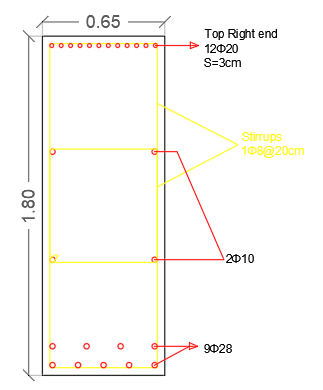 0.65
Top Right end
12Φ20
S=3cm
Stirrups
1Φ8@20cm
1.80
2Φ10
9Φ28